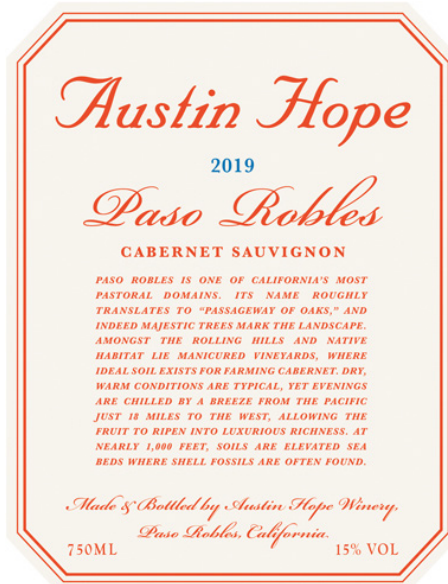 Austin Hope
2019
Paso Robles
CABERNET SAUVIGNON
PASO ROBLES IS ONE OF CALIFORNIA'S MOST
PASTORAL DOMAINS. ITS NAME ROUGHLY
TRANSLATES TO “PASSAGEWAY OF OAKS,” AND
INDEED MAJESTIC TREES MARK THE LANDSCAPE.
AMONGST THE ROLLING HILLS AND NATIVE
HABITAT LIE MANICURED VINEYARDS, WHERE
IDEAL SOIL EXISTS FOR FARMING CABERNET. DRY,
WARM CONDITIONS ARE TYPICAL, YET EVENINGS
ARE CHILLED BY A BREEZE FROM THE PACIFIC
JUST 18 MILES TO THE WEST, ALLOWING THE
FRUIT TO RIPEN INTO LUXURIOUS RICHNESS. AT
NEARLY 1,000 FEET, SOILS ARE ELEVATED SEA
BEDS WHERE SHELL FOSSILS ARE OFTEN FOUND.
Made & Bottled by Austin Hope Winery,
Paso Robles, California.
750ML 15% VOL